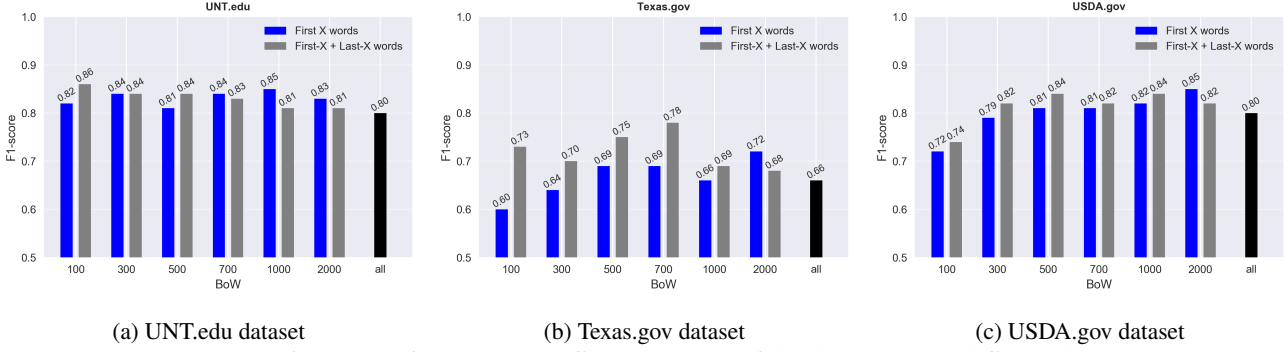 UNT.edu
1.0
0.9
0.8
0.7
0.6
0.5
F1-score
First X words
First-X + Last-X words
0.82 0.86 0.84 0.84 0.81 0.84 0.84 0.83 0.85 0.81 0.83 0.81 0.80
100 300 500 700 1000 2000 all
BoW
(a) UNT.edu dataset
Texas.gov
1.0
0.9
0.8
0.7
0.6
0.5
F1-score
First X words
First-X + Last-X words
0.60 0.73 0.64 0.70 0.69 0.75 0.69 0.78 0.66 0.69 0.72 0.68 0.66
100 300 500 700 1000 2000 all
BoW
(b) Texas.gov dataset
USDA.gov
1.0
0.9
0.8
0.7
0.6
0.5
F1-score
First X words
First-X + Last-X words
0.72 0.74 0.79 0.82 0.81 0.84 0.81 0.82 0.82 0.84 0.85 0.82 0.80
100 300 500 700 1000 2000 all
BoW
(c) USDA.gov dataset